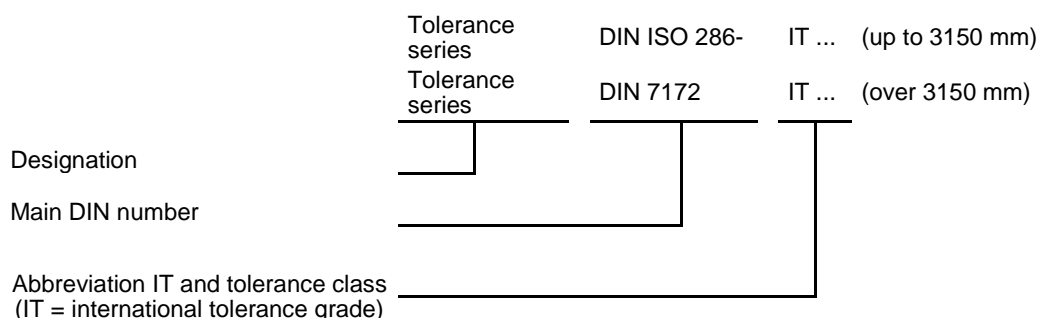 Tolerance
series
DIN ISO 286-
IT ...
(up to 3150 mm)
Tolerance
series
DIN 7172
IT ...
(over 3150 mm)
Designation
Main DIN number
Abbreviation IT and tolerance class
(IT = international tolerance grade)